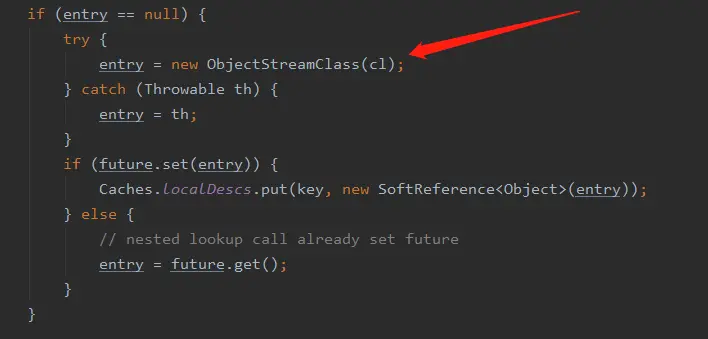 if (entry == null) {
try {
entry = new ObjectStreamClass(cl);
} catch (Throwable th) {
entry = th;
}
if (future.set(entry)) {
Caches.localDescs.put(key, new SoftReference<Object>(entry));
} else {
// nested lookup call already set future
entry = future.get();
}
}